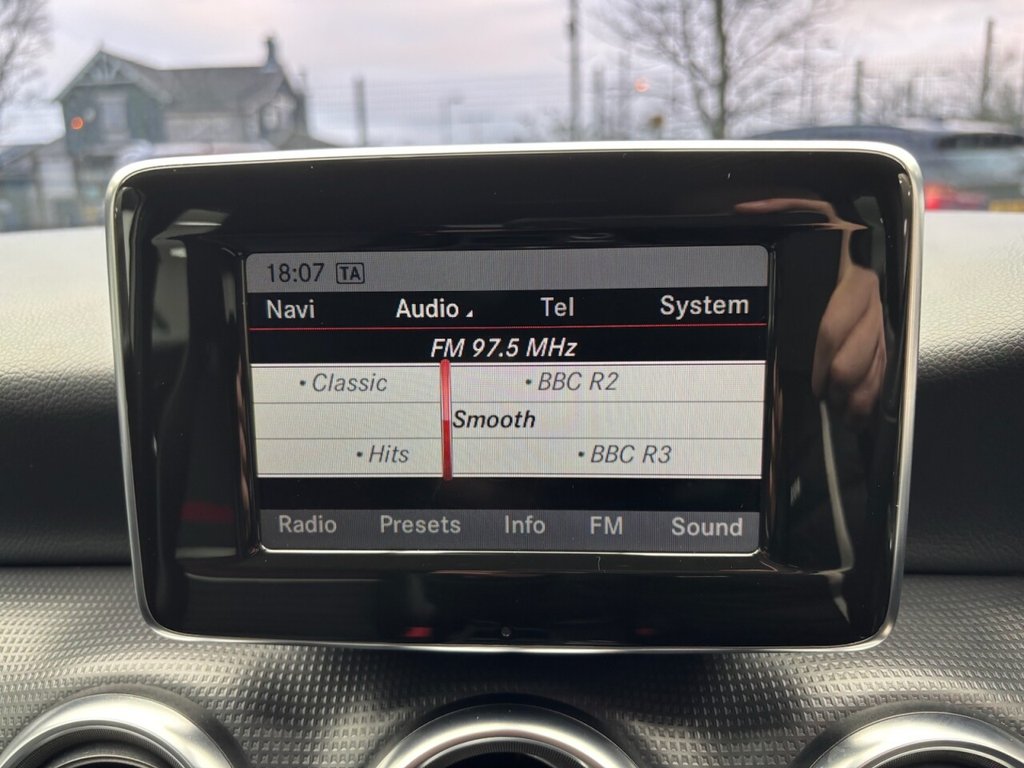 18:07 TA
Navi Audio Tel System
FM 97.5 MHz
• Classic • BBC R2
Smooth
• Hits • BBC R3
Radio Presets Info FM Sound